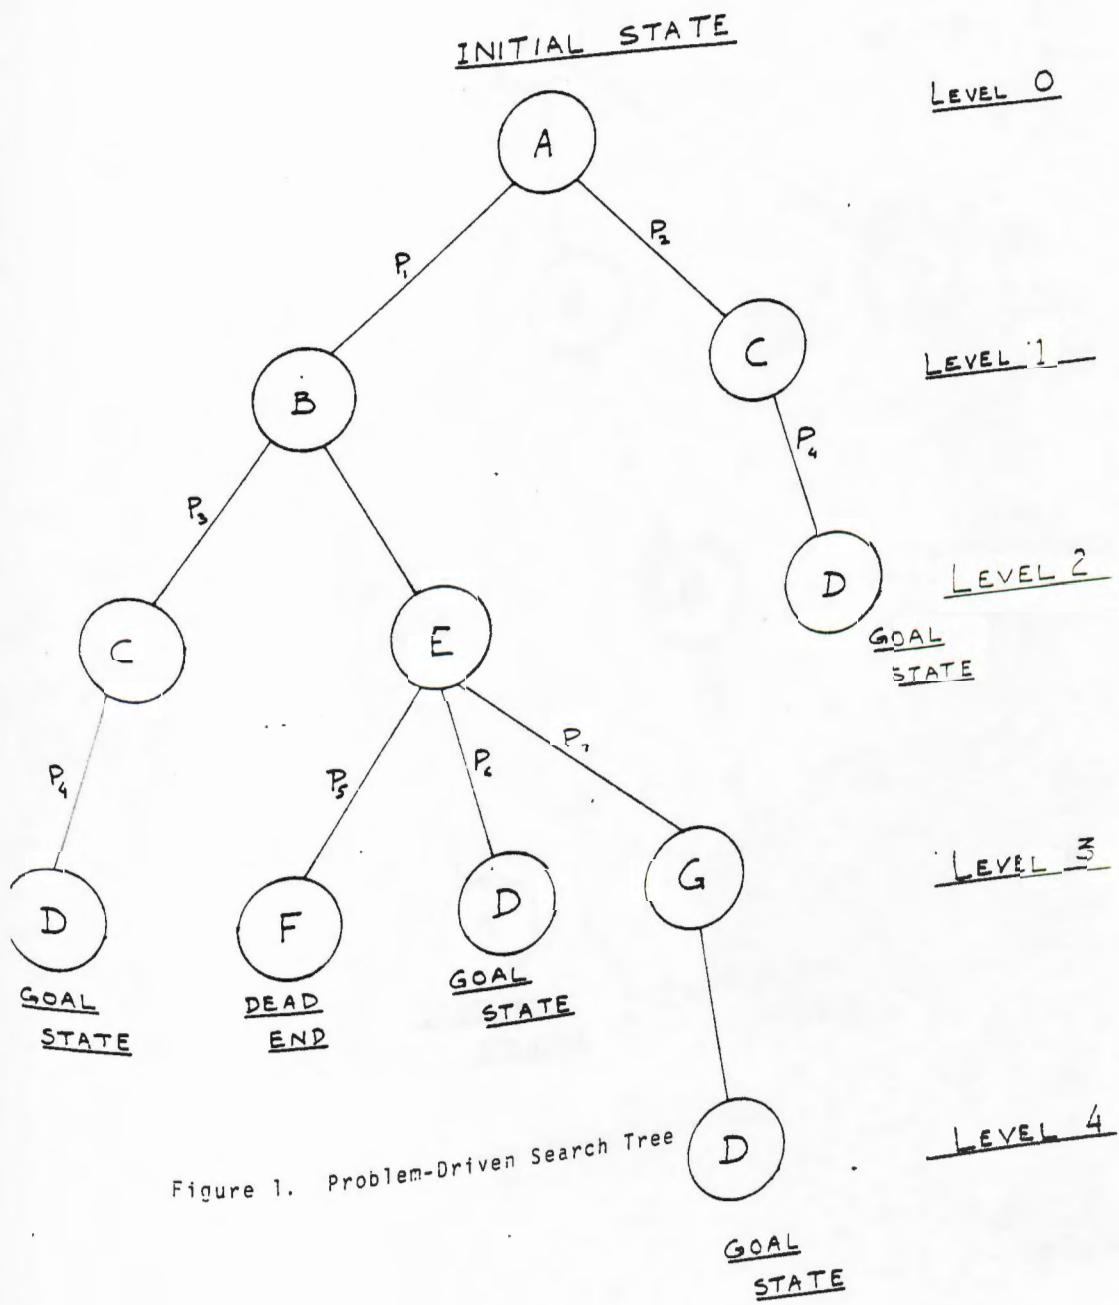 INITIAL STATE
LEVEL 0
A
P1
P2
B
C
LEVEL 1
P3
P4
C
E
D
LEVEL 2
GOAL
STATE
P4
P5
P6
P7
D
F
D
G
LEVEL 3
GOAL
STATE
DEAD
END
GOAL
STATE
D
LEVEL 4
Figure 1. Problem-Driven Search Tree
GOAL
STATE